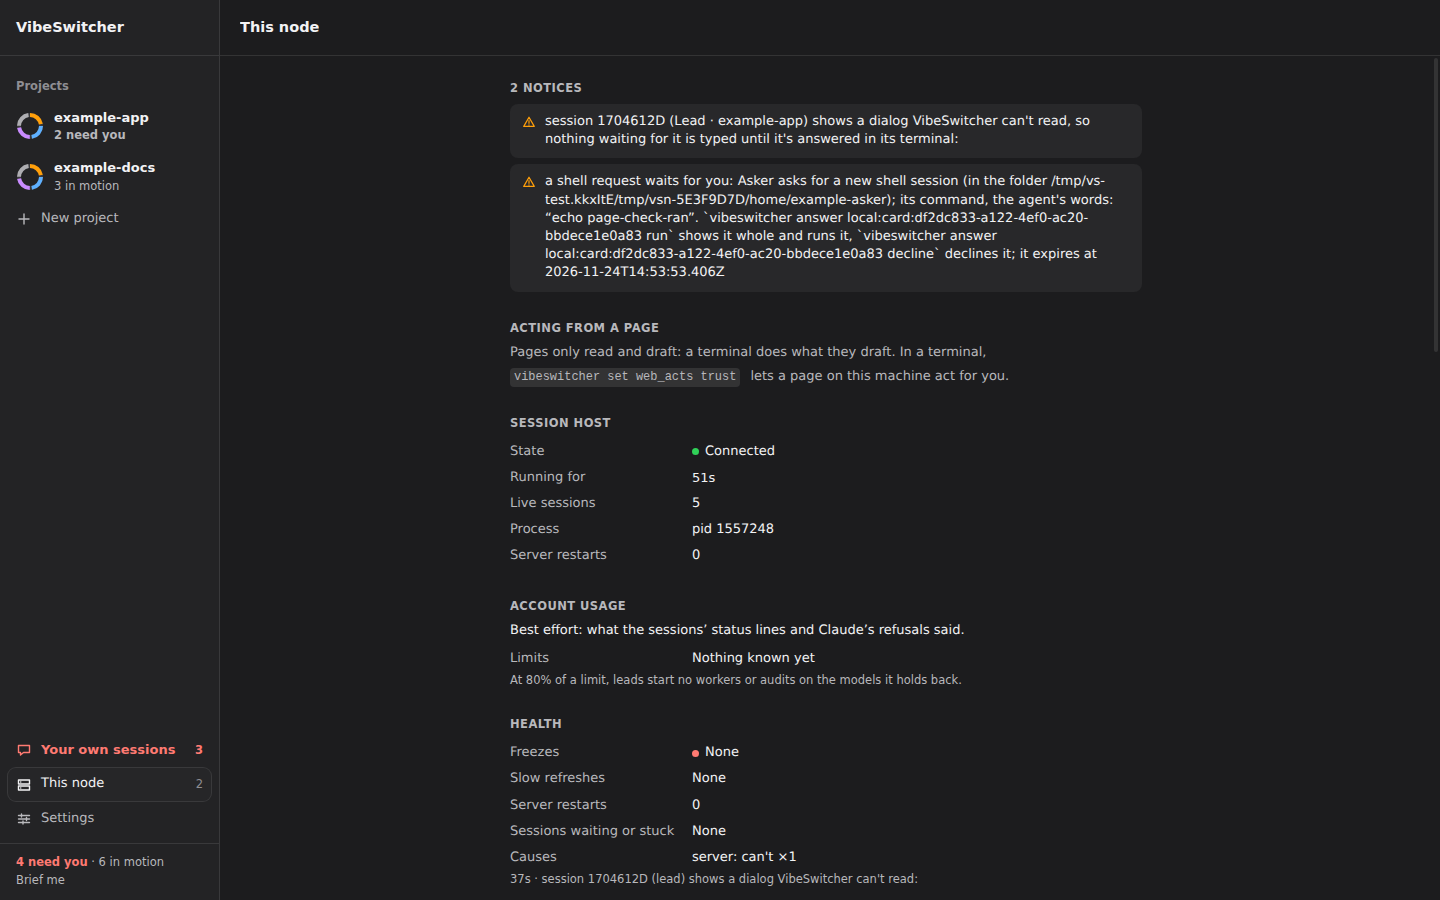 VibeSwitcher
This node
Projects
example-app
2 need you
example-docs
3 in motion
New project
Your own sessions 3
This node 2
Settings
4 need you · 6 in motion
Brief me
2 NOTICES
session 1704612D (Lead · example-app) shows a dialog VibeSwitcher can't read, so
nothing waiting for it is typed until it's answered in its terminal:
a shell request waits for you: Asker asks for a new shell session (in the folder /tmp/vs-
test.kkxItE/tmp/vsn-5E3F9D7D/home/example-asker); its command, the agent's words:
“echo page-check-ran”. `vibeswitcher answer local:card:df2dc833-a122-4ef0-ac20-
bbdece1e0a83 run` shows it whole and runs it, `vibeswitcher answer
local:card:df2dc833-a122-4ef0-ac20-bbdece1e0a83 decline` declines it; it expires at
2026-11-24T14:53:53.406Z
ACTING FROM A PAGE
Pages only read and draft: a terminal does what they draft. In a terminal,
vibeswitcher set web_acts trust lets a page on this machine act for you.
SESSION HOST
State Connected
Running for 51s
Live sessions 5
Process pid 1557248
Server restarts 0
ACCOUNT USAGE
Best effort: what the sessions’ status lines and Claude’s refusals said.
Limits Nothing known yet
At 80% of a limit, leads start no workers or audits on the models it holds back.
HEALTH
Freezes None
Slow refreshes None
Server restarts 0
Sessions waiting or stuck None
Causes server: can't ×1
37s · session 1704612D (lead) shows a dialog VibeSwitcher can't read: